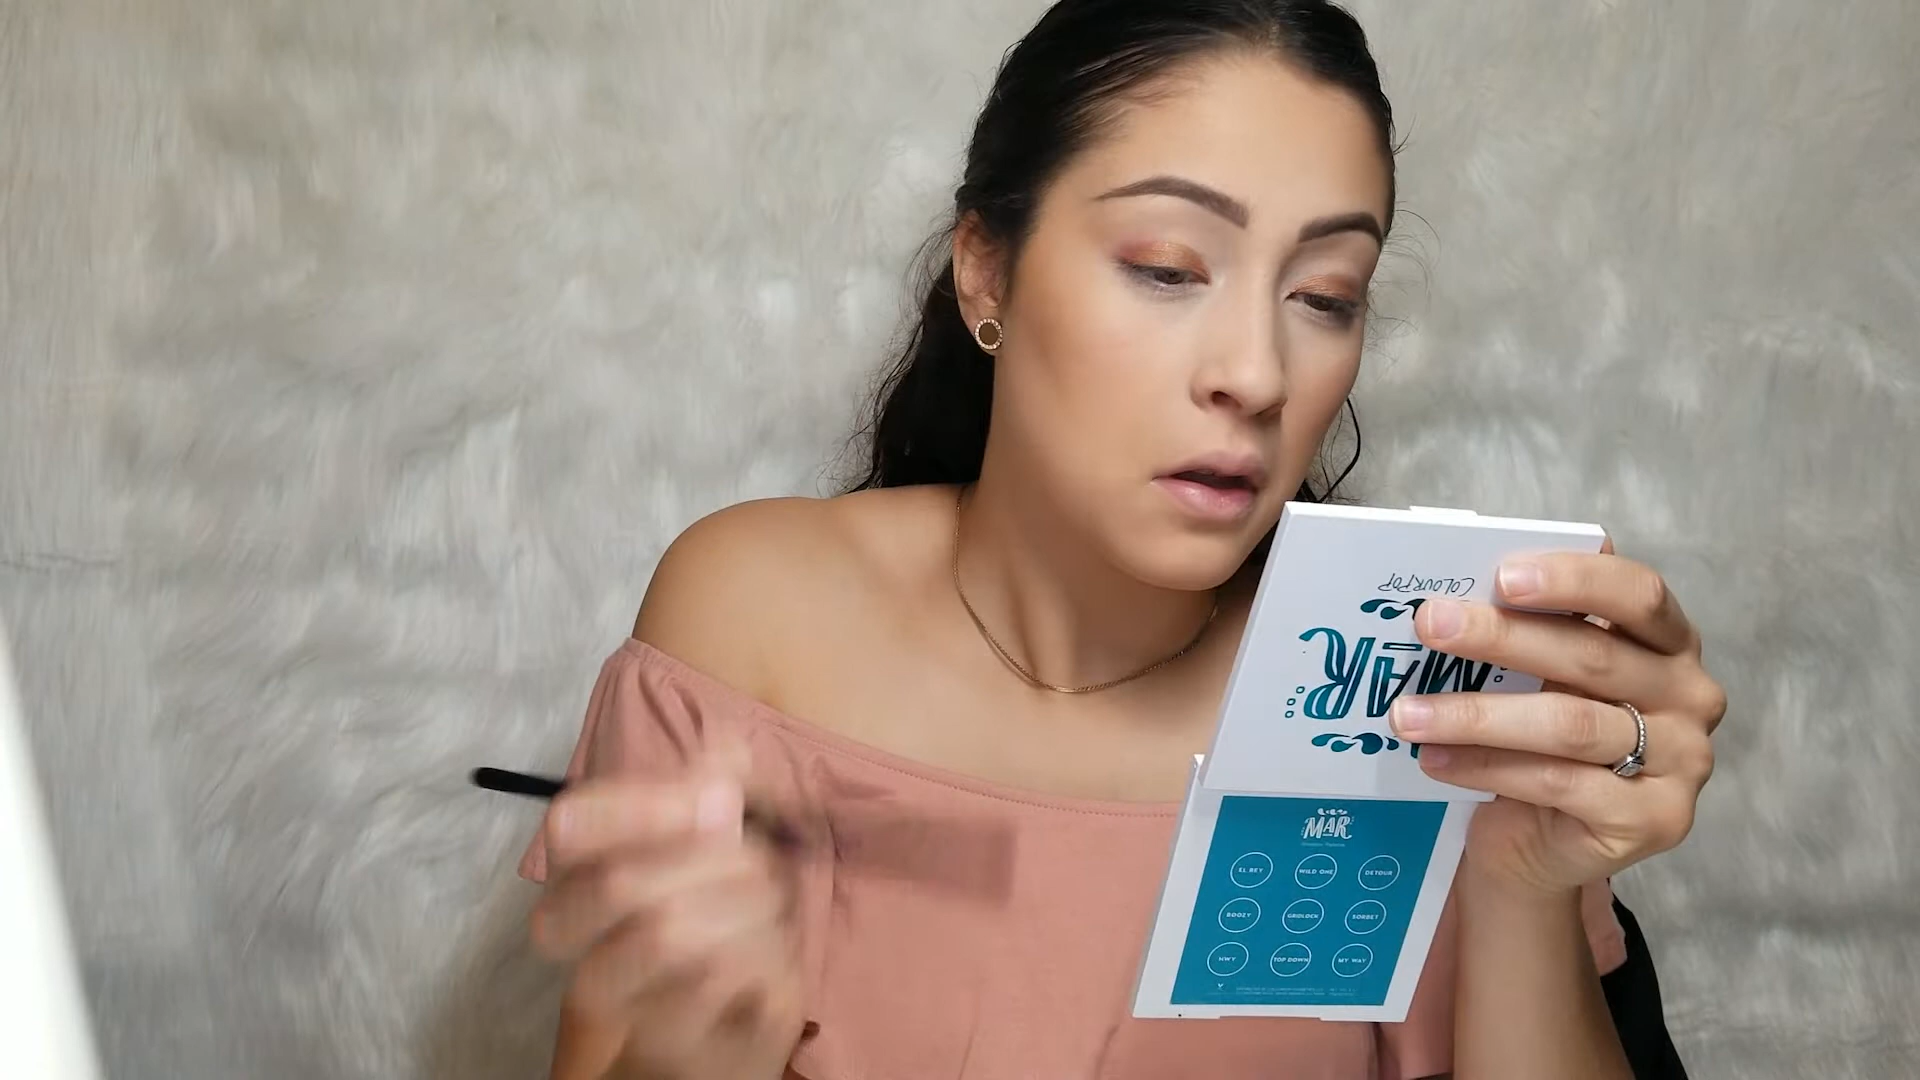 COLOURPOP
MAR
MAR
EL REY WILD ONE DETOUR
BOOZY GRIDLOCK SORBET
HWY TOP DOWN MY WAY